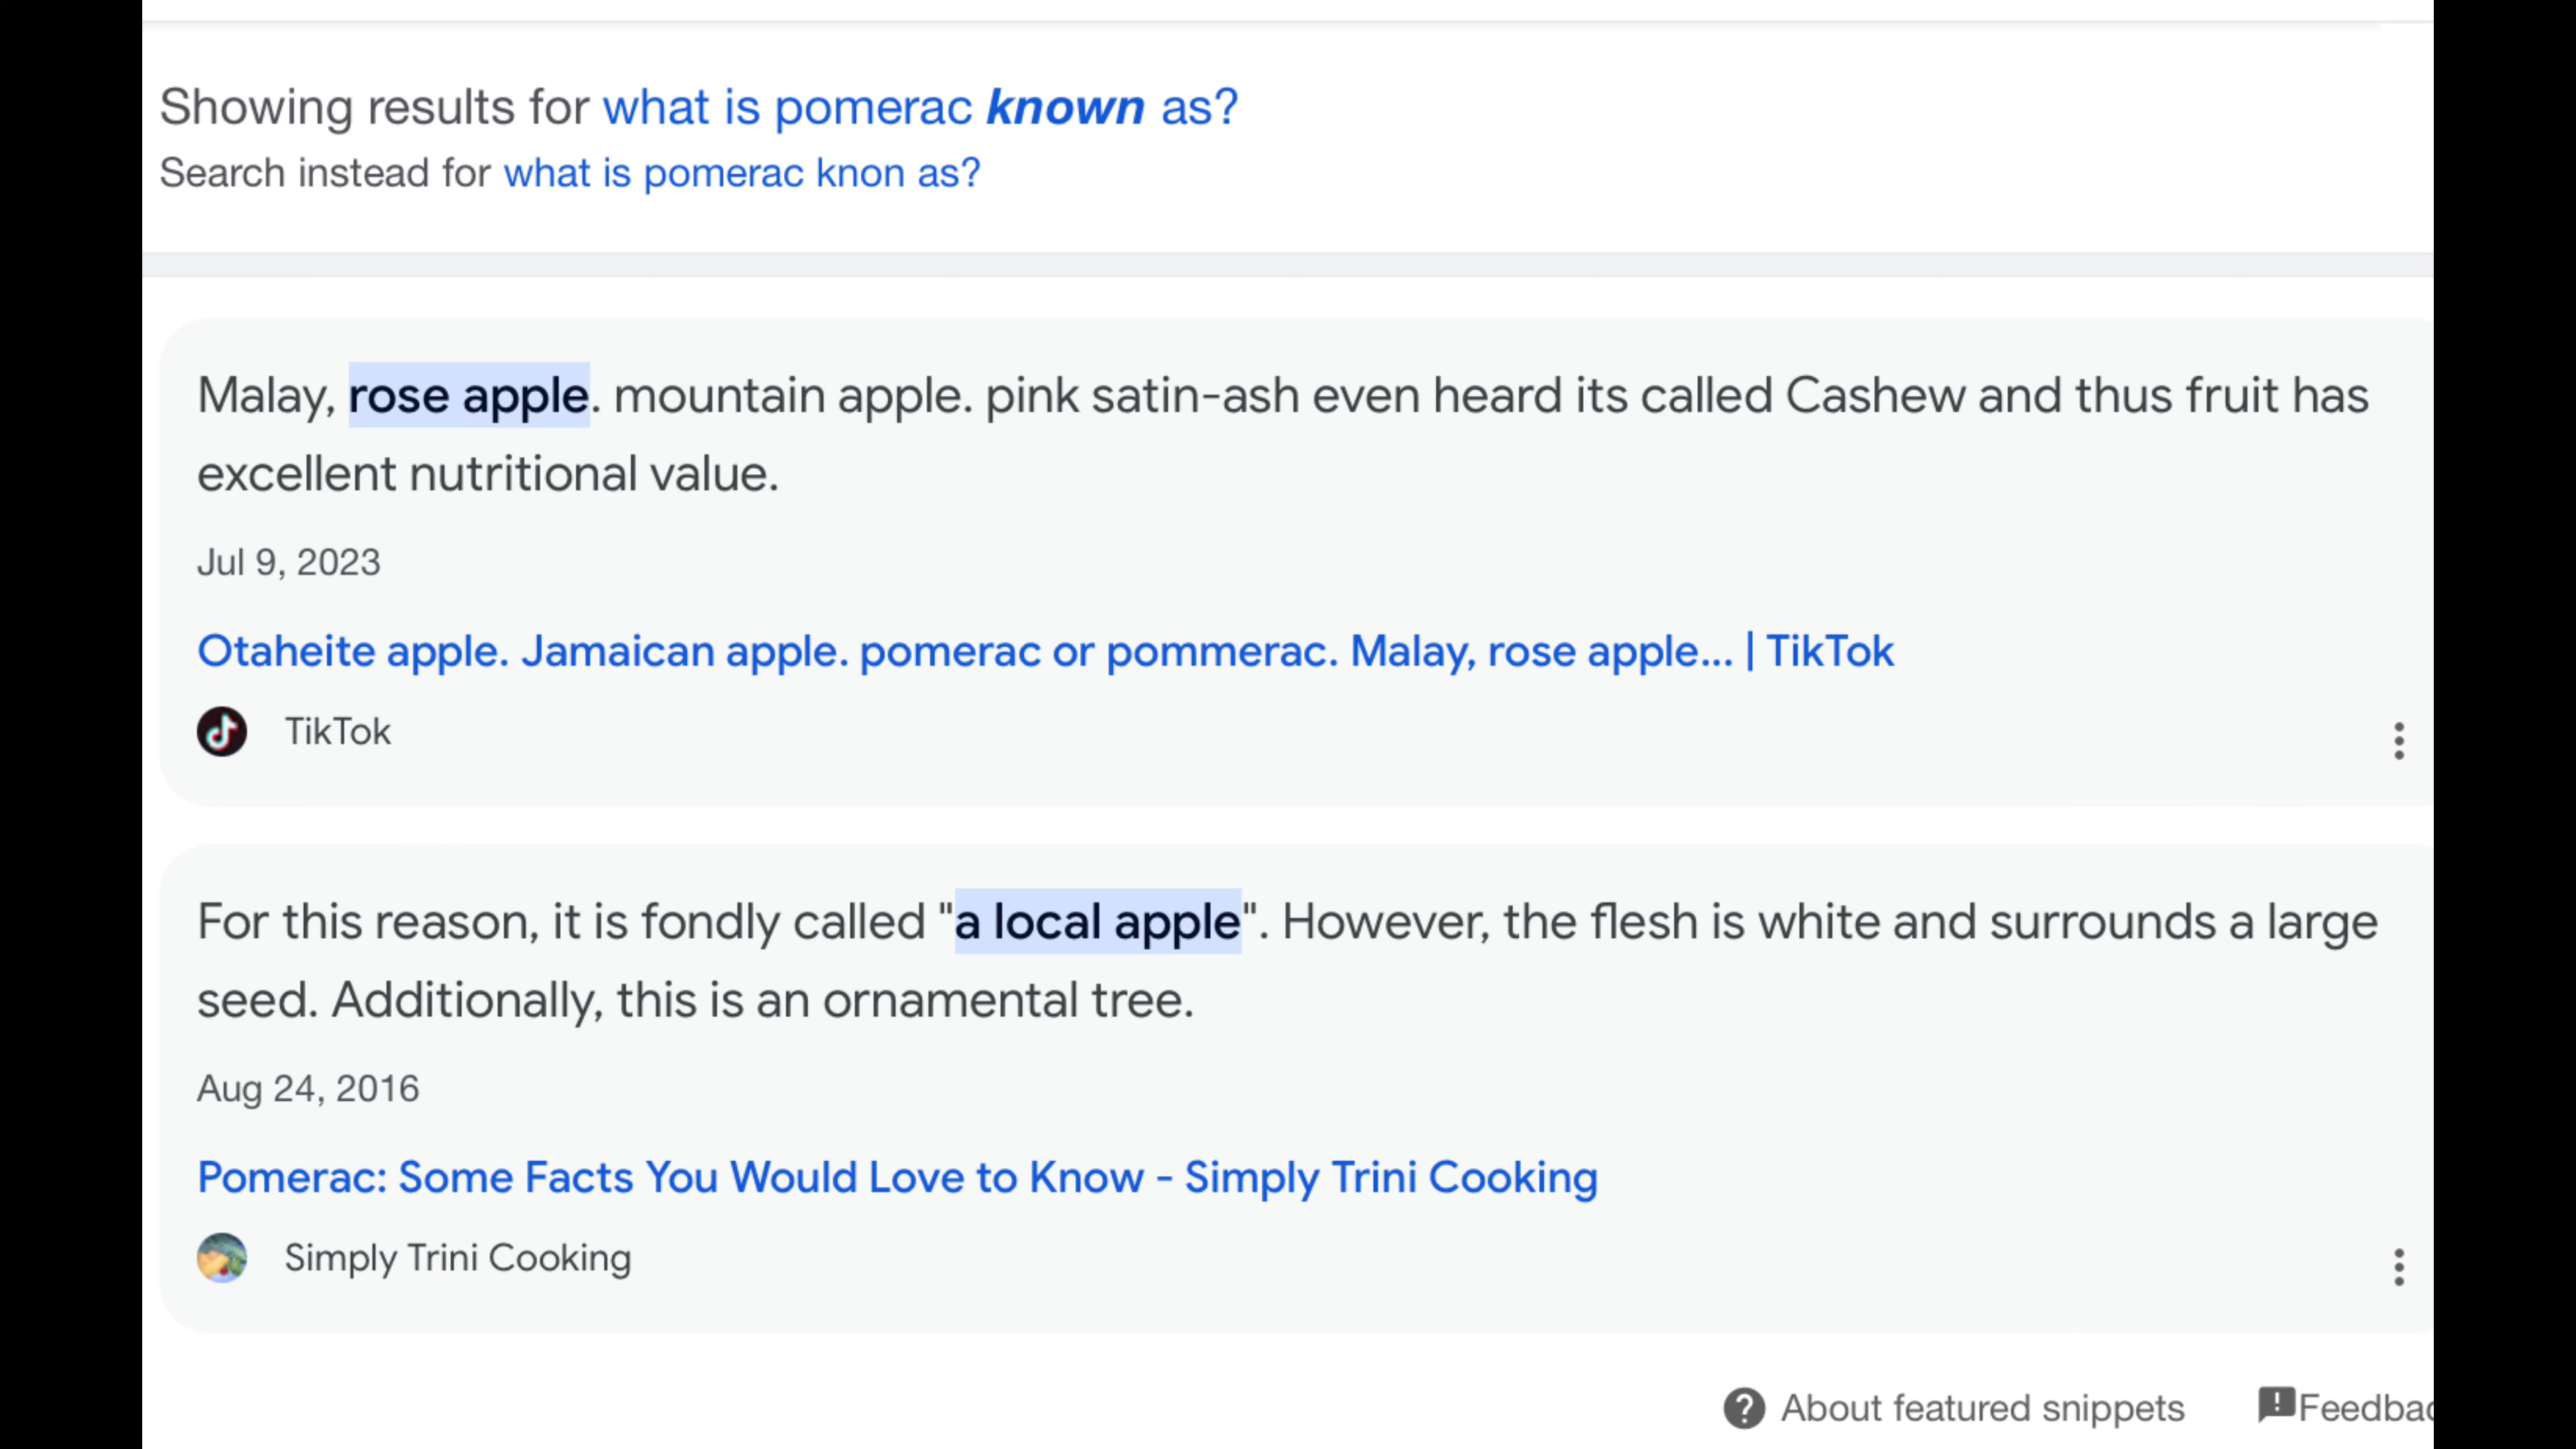 Showing results for what is pomerac known as?
Search instead for what is pomerac knon as?
Malay, rose apple. mountain apple. pink satin-ash even heard its called Cashew and thus fruit has
excellent nutritional value.
Jul 9, 2023
Otaheite apple. Jamaican apple. pomerac or pommerac. Malay, rose apple... | TikTok
TikTok
For this reason, it is fondly called "a local apple". However, the flesh is white and surrounds a large
seed. Additionally, this is an ornamental tree.
Aug 24, 2016
Pomerac: Some Facts You Would Love to Know - Simply Trini Cooking
Simply Trini Cooking
About featured snippets
Feedbac